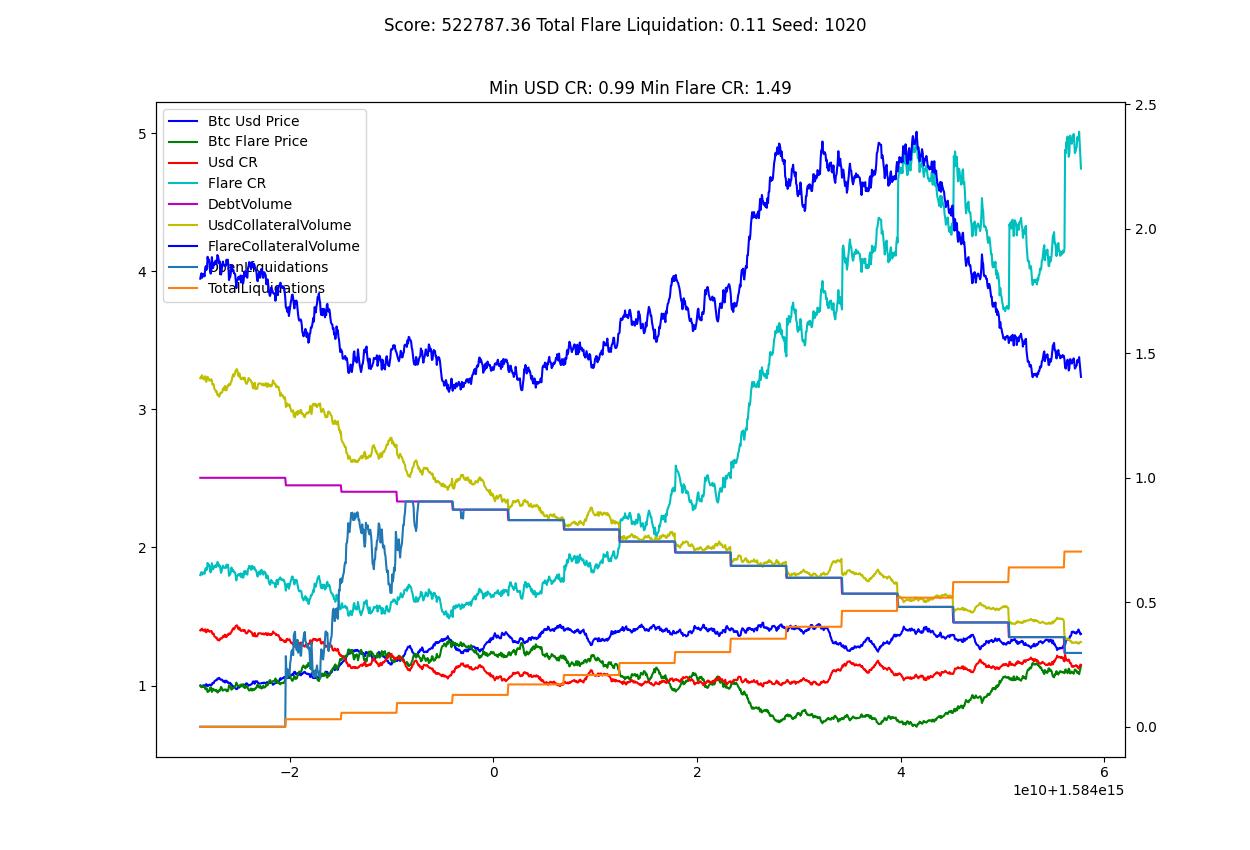 Score: 522787.36 Total Flare Liquidation: 0.11 Seed: 1020
Min USD CR: 0.99 Min Flare CR: 1.49
Btc Usd Price
Btc Flare Price
Usd CR
Flare CR
DebtVolume
UsdCollateralVolume
FlareCollateralVolume
OpenLiquidations
TotalLiquidations
5
4
3
2
1
2.5
2.0
1.5
1.0
0.5
0.0
−2 0 2 4 6
1e10+1.584e15